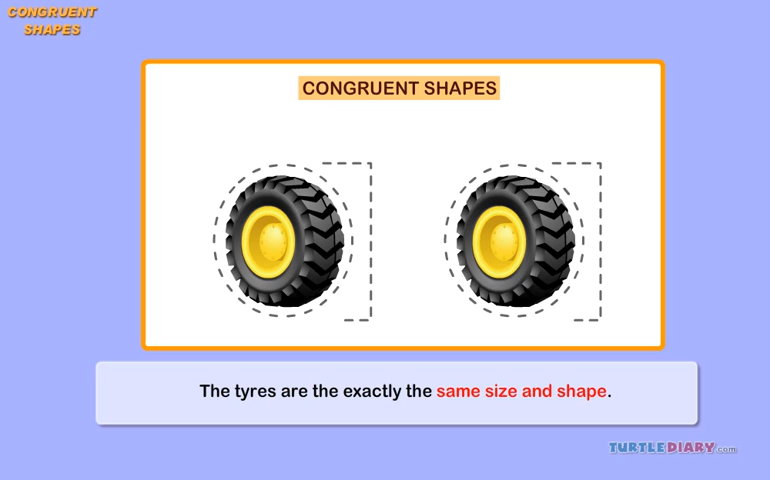 CONGRUENT
SHAPES
CONGRUENT SHAPES
The tyres are the exactly the same size and shape.
TURTLEDIARY.com